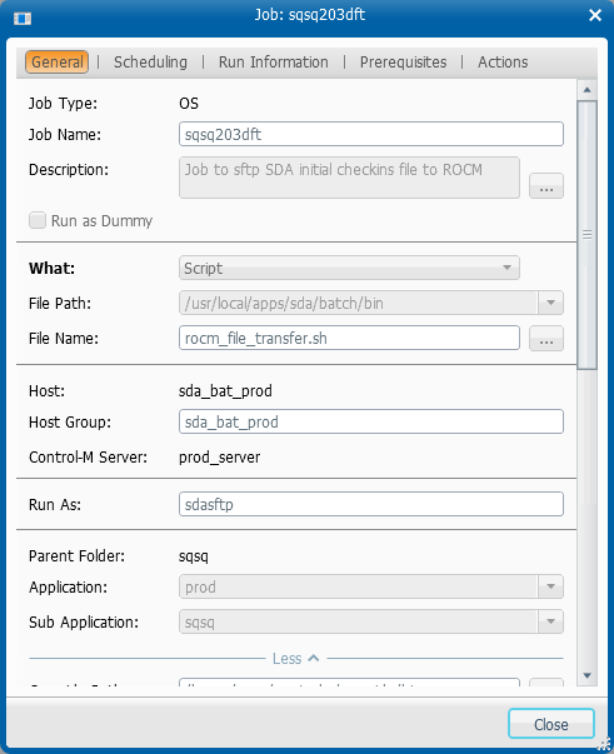 Job: sqsq203dft
General | Scheduling | Run Information | Prerequisites | Actions
Job Type: OS
Job Name: sqsq203dft
Description: Job to sftp SDA initial checkins file to ROCM
...
Run as Dummy
What: Script
File Path: /usr/local/apps/sda/batch/bin
File Name: rocm_file_transfer.sh ...
Host: sda_bat_prod
Host Group: sda_bat_prod
Control-M Server: prod_server
Run As: sdasftp
Parent Folder: sqsq
Application: prod
Sub Application: sqsq
Less
Close